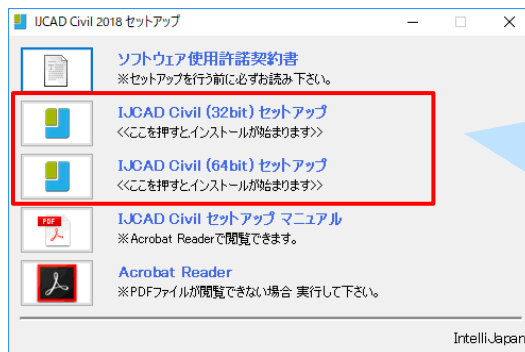 IJCAD Civil 2018 セットアップ
ソフトウェア使用許諾契約書
※セットアップを行う前に必ずお読み下さい。
IJCAD Civil (32bit) セットアップ
<<ここを押すとインストールが始まります>>
IJCAD Civil (64bit) セットアップ
<<ここを押すとインストールが始まります>>
PDF
IJCAD Civil セットアップ マニュアル
※Acrobat Readerで閲覧できます。
Acrobat Reader
※PDFファイルが閲覧できない場合 実行して下さい。
IntelliJapan